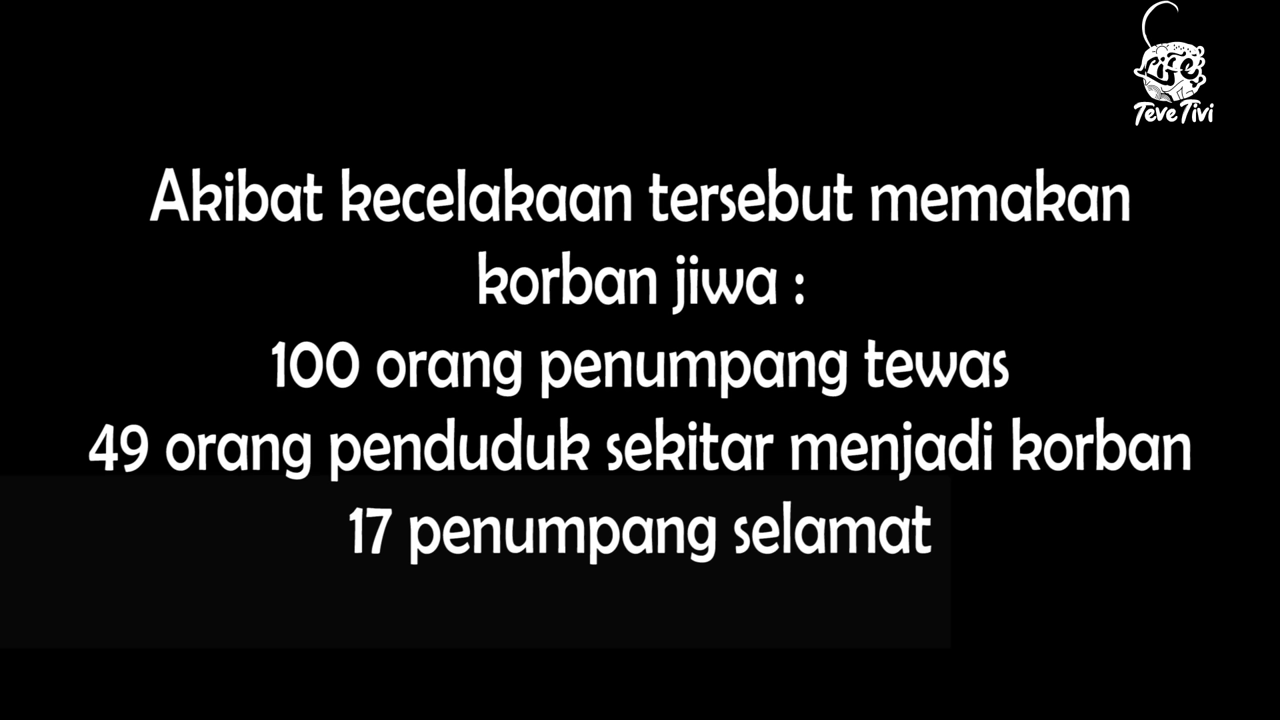 LiFe
TeveTivi
Akibat kecelakaan tersebut memakan
korban jiwa :
100 orang penumpang tewas
49 orang penduduk sekitar menjadi korban
17 penumpang selamat